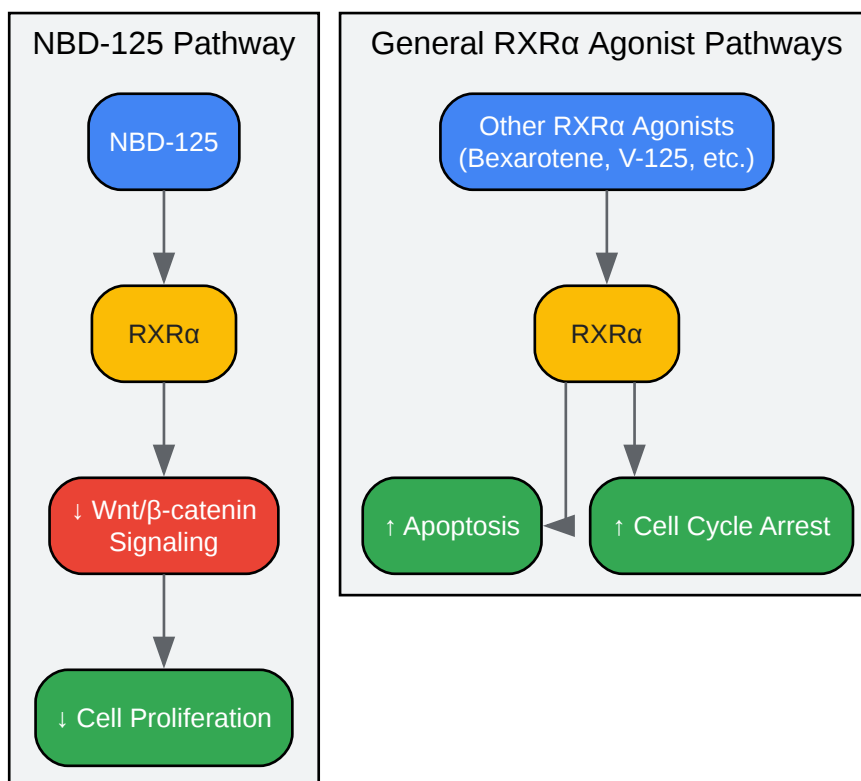 NBD-125 Pathway
NBD-125
RXRα
↓ Wnt/β-catenin
Signaling
↓ Cell Proliferation
General RXRα Agonist Pathways
Other RXRα Agonists
(Bexarotene, V-125, etc.)
RXRα
↑ Apoptosis
↑ Cell Cycle Arrest